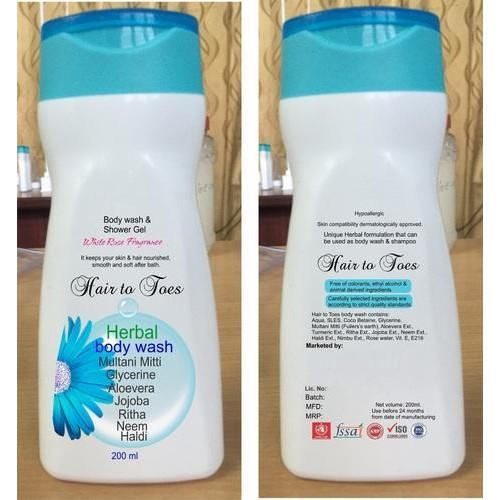 Body wash &
Shower Gel
White Rose Fragrance
It keeps your skin & hair nourished,
smooth and soft after bath.
Hair to Toes
Herbal
body wash
Multani Mitti
Glycerine
Aloevera
Jojoba
Ritha
Neem
Haldi
200 ml
Hypoallergic
Skin compatibility dermatologically approved.
Unique Herbal formulation that can
be used as body wash & shampoo
Hair to Toes
Free of colorants, ethyl alcohol &
animal derived ingredients
Carefully selected ingredients are
according to strict quality standards
Hair to Toes body wash contains:
Aqua, SLES, Coco Betaine, Glycerine,
Multani Mitti (Fuller's earth), Aloevera Ext.,
Turmeric Ext., Ritha Ext., Jojoba Ext., Neem Ext.,
Haldi Ext., Nimbu Ext., Rose water, Vit. E, E218
Marketed by:
Lic. No:
Batch:
MFD:
MRP:
Net volume: 200ml.
Use before 24 months
from date of manufacturing
fssai
GMP
ISO